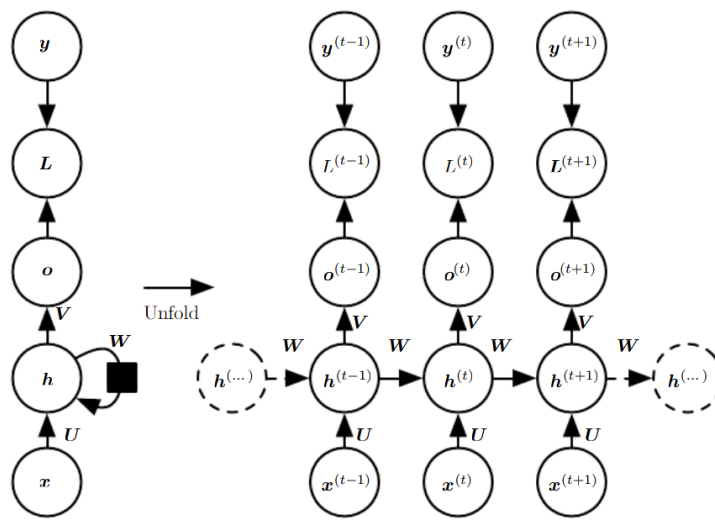 y y^(t−1) y^(t) y^(t+1)
L L^(t−1) L^(t) L^(t+1)
o o^(t−1) o^(t) o^(t+1)
Unfold
V V V V
W W W W W
h h^(...) h^(t−1) h^(t) h^(t+1) h^(...)
U U U U
x x^(t−1) x^(t) x^(t+1)